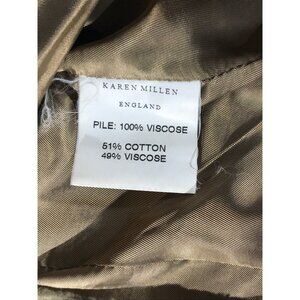 KAREN MILLEN
ENGLAND
PILE: 100% VISCOSE
51% COTTON
49% VISCOSE